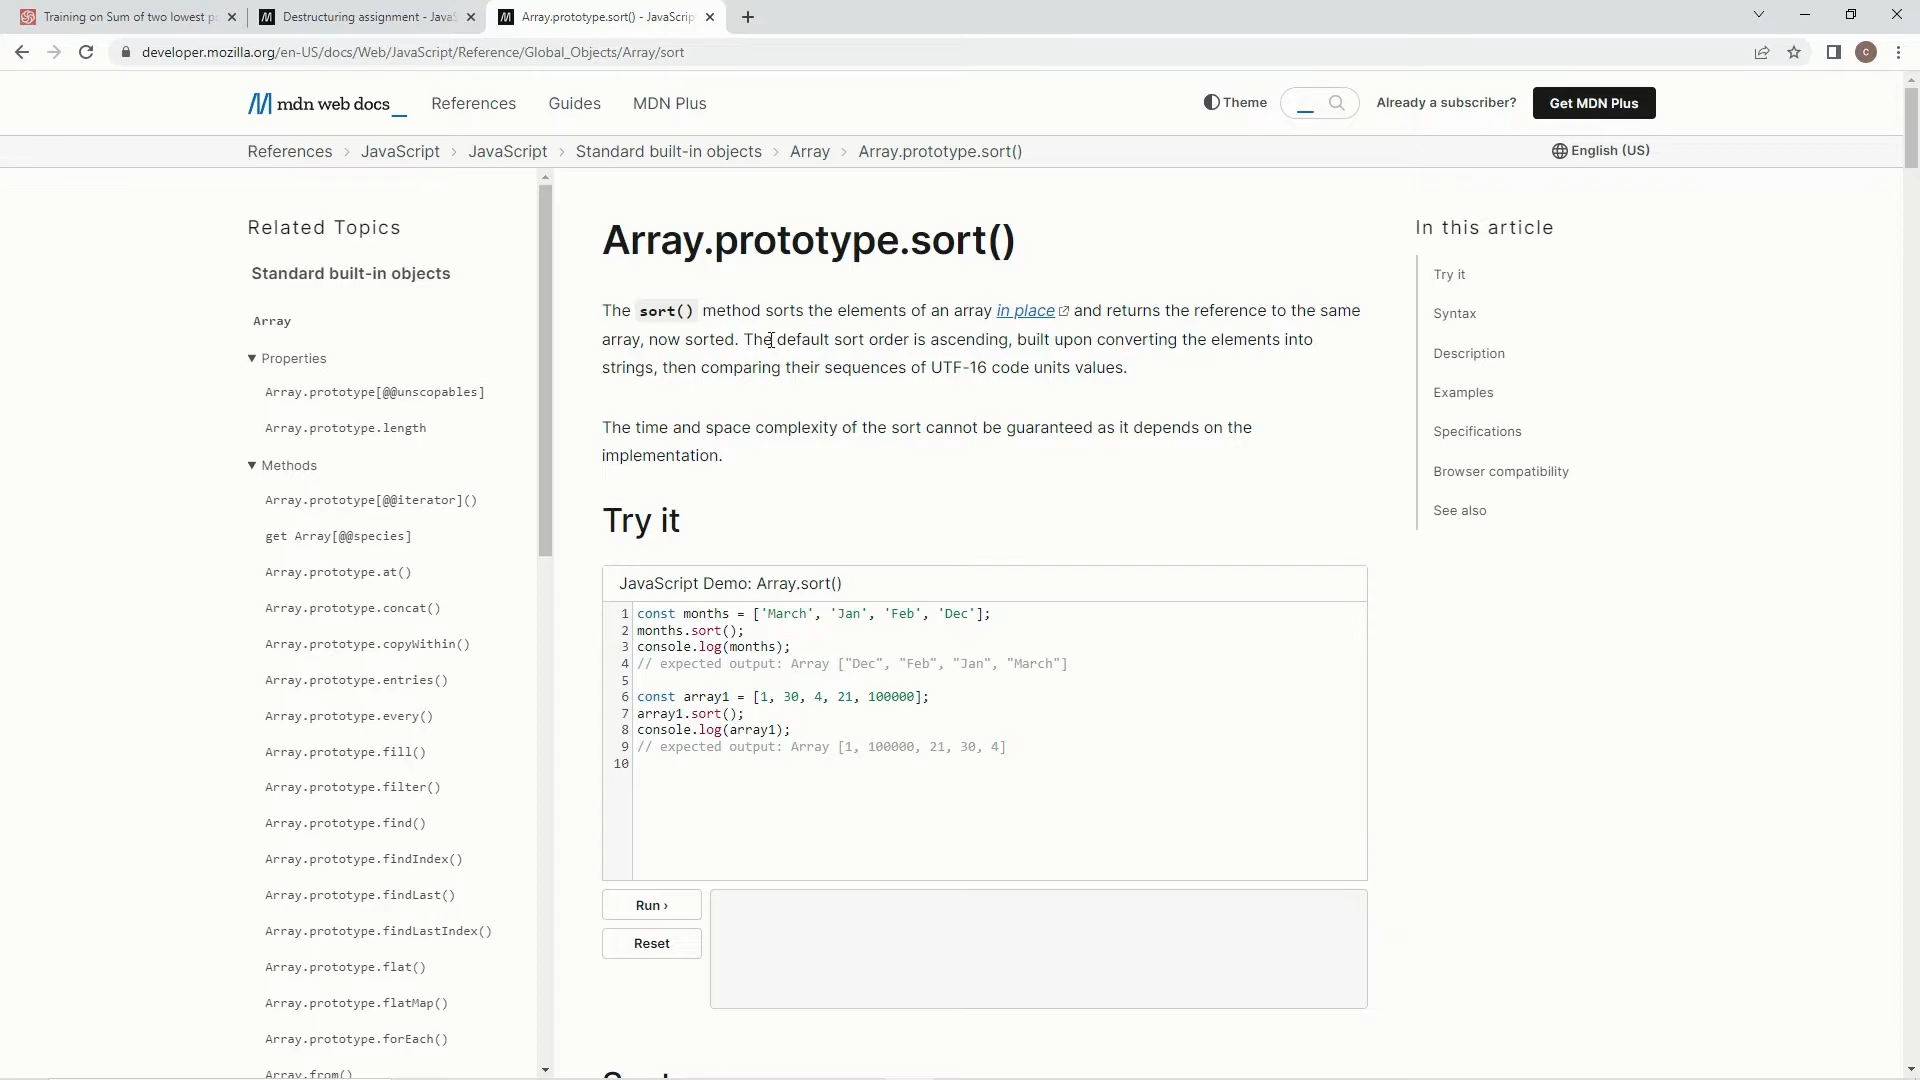 Training on Sum of two lowest po
Destructuring assignment - JavaS
Array.prototype.sort() - JavaScrip
developer.mozilla.org/en-US/docs/Web/JavaScript/Reference/Global_Objects/Array/sort
C
mdn web docs_
References
Guides
MDN Plus
Theme
Already a subscriber?
Get MDN Plus
References > JavaScript > JavaScript > Standard built-in objects > Array > Array.prototype.sort()
English (US)
Related Topics
Standard built-in objects
Array
Properties
Array.prototype[@@unscopables]
Array.prototype.length
Methods
Array.prototype[@@iterator]()
get Array[@@species]
Array.prototype.at()
Array.prototype.concat()
Array.prototype.copyWithin()
Array.prototype.entries()
Array.prototype.every()
Array.prototype.fill()
Array.prototype.filter()
Array.prototype.find()
Array.prototype.findIndex()
Array.prototype.findLast()
Array.prototype.findLastIndex()
Array.prototype.flat()
Array.prototype.flatMap()
Array.prototype.forEach()
Array.from()
Array.prototype.sort()
The sort() method sorts the elements of an array in place and returns the reference to the same
array, now sorted. The default sort order is ascending, built upon converting the elements into
strings, then comparing their sequences of UTF-16 code units values.
The time and space complexity of the sort cannot be guaranteed as it depends on the
implementation.
Try it
JavaScript Demo: Array.sort()
1 const months = ['March', 'Jan', 'Feb', 'Dec'];
2 months.sort();
3 console.log(months);
4 // expected output: Array ["Dec", "Feb", "Jan", "March"]
5
6 const array1 = [1, 30, 4, 21, 100000];
7 array1.sort();
8 console.log(array1);
9 // expected output: Array [1, 100000, 21, 30, 4]
10
Run ›
Reset
In this article
Try it
Syntax
Description
Examples
Specifications
Browser compatibility
See also